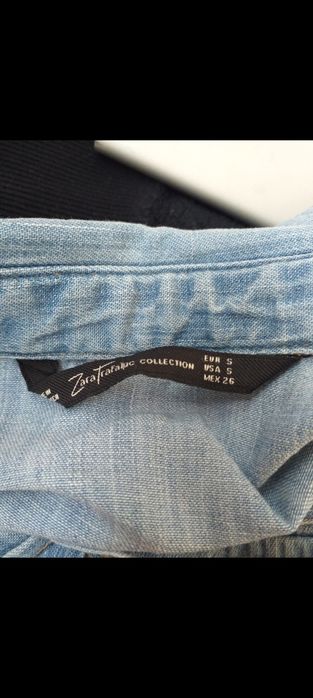 Zara Trafaluc COLLECTION
EUR S
USA S
MEX 26